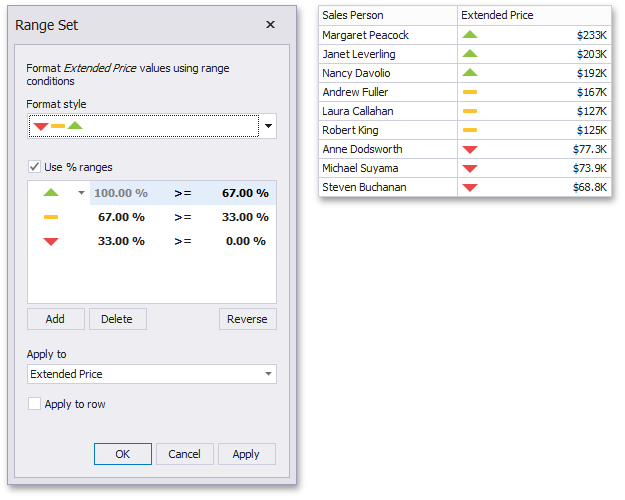 Range Set
Format Extended Price values using range
conditions
Format style
Use % ranges
100.00 % >= 67.00 %
67.00 % >= 33.00 %
33.00 % >= 0.00 %
Add Delete Reverse
Apply to
Extended Price
Apply to row
OK Cancel Apply
Sales Person Extended Price
Margaret Peacock $233K
Janet Leverling $203K
Nancy Davolio $192K
Andrew Fuller $167K
Laura Callahan $127K
Robert King $125K
Anne Dodsworth $77.3K
Michael Suyama $73.9K
Steven Buchanan $68.8K